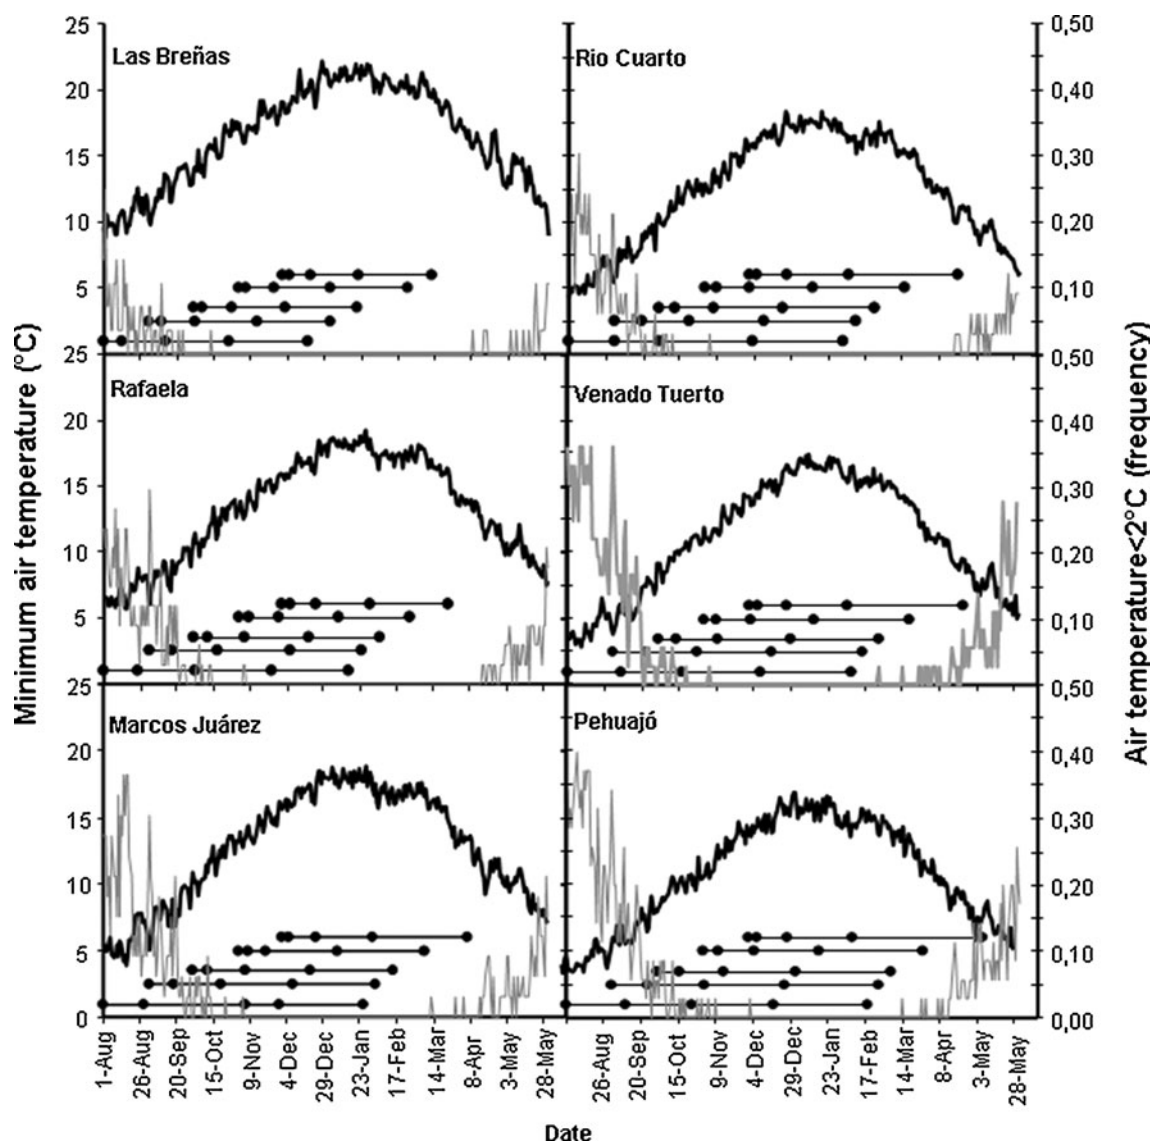 25
20
15
10
5
25
20
15
10
5
25
20
15
10
5
0
Minimum air temperature (°C)
Las Breñas
Rio Cuarto
Rafaela
Venado Tuerto
Marcos Juárez
Pehuajó
0,50
0,40
0,30
0,20
0,10
0,50
0,40
0,30
0,20
0,10
0,50
0,40
0,30
0,20
0,10
0,00
Air temperature<2°C (frequency)
1-Aug
26-Aug
20-Sep
15-Oct
9-Nov
4-Dec
29-Dec
23-Jan
17-Feb
14-Mar
8-Apr
3-May
28-May
26-Aug
20-Sep
15-Oct
9-Nov
4-Dec
29-Dec
23-Jan
17-Feb
14-Mar
8-Apr
3-May
28-May
Date